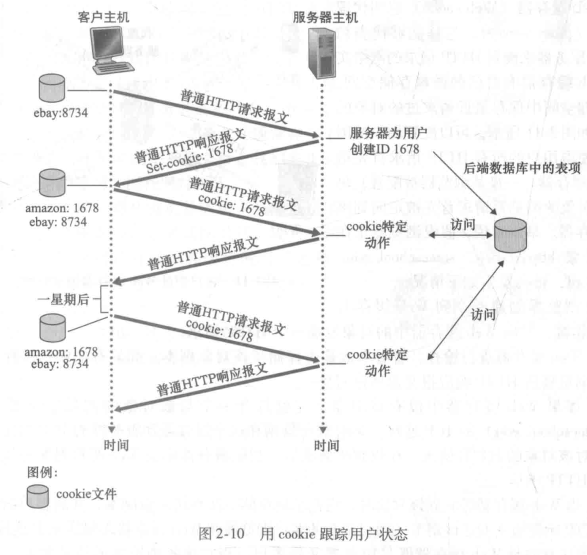 客户主机
服务器主机
ebay:8734
普通HTTP请求报文
服务器为用户
创建ID 1678
普通HTTP响应报文
Set-cookie: 1678
后端数据库中的表项
amazon: 1678
ebay: 8734
普通HTTP请求报文
cookie: 1678
cookie特定
动作
访问
普通HTTP响应报文
一星期后
访问
普通HTTP请求报文
cookie: 1678
amazon: 1678
ebay: 8734
cookie特定
动作
普通HTTP响应报文
时间
时间
图例：
cookie文件
图 2-10 用 cookie 跟踪用户状态